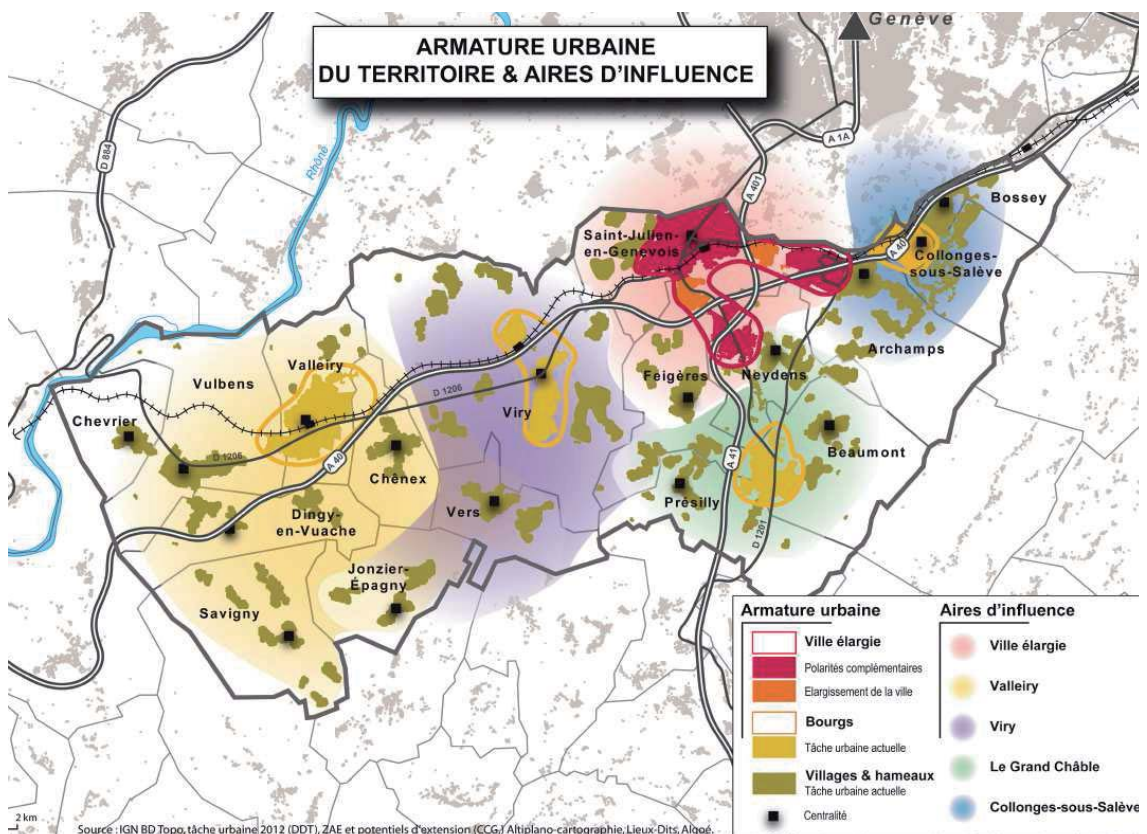 Genève
ARMATURE URBAINE
DU TERRITOIRE & AIRES D'INFLUENCE
D 884
Rhône
A 1A
A 401
Bossey
Saint-Julien-
en-Genevois
A 40
Collonges-
sous-Salève
Archamps
Valleiry
Vulbens
Feigères
Neydens
D 1206
Viry
Chevrier
D 1206
A 40
Chênex
A 41
Beaumont
Vers
Présilly
Dingy-
en-Vuache
D 1201
Jonzier-
Épagny
Savigny
Armature urbaine
Ville élargie
Polarités complémentaires
Elargissement de la ville
Bourgs
Tâche urbaine actuelle
Villages & hameaux
Tâche urbaine actuelle
Centralité
Aires d'influence
Ville élargie
Valleiry
Viry
Le Grand Châble
Collonges-sous-Salève
2 km
Source : IGN BD Topo, tâche urbaine 2012 (DDT), ZAE et potentiels d'extension (CCG,) Altiplano-cartographie, Lieux-Dits, Algoé,